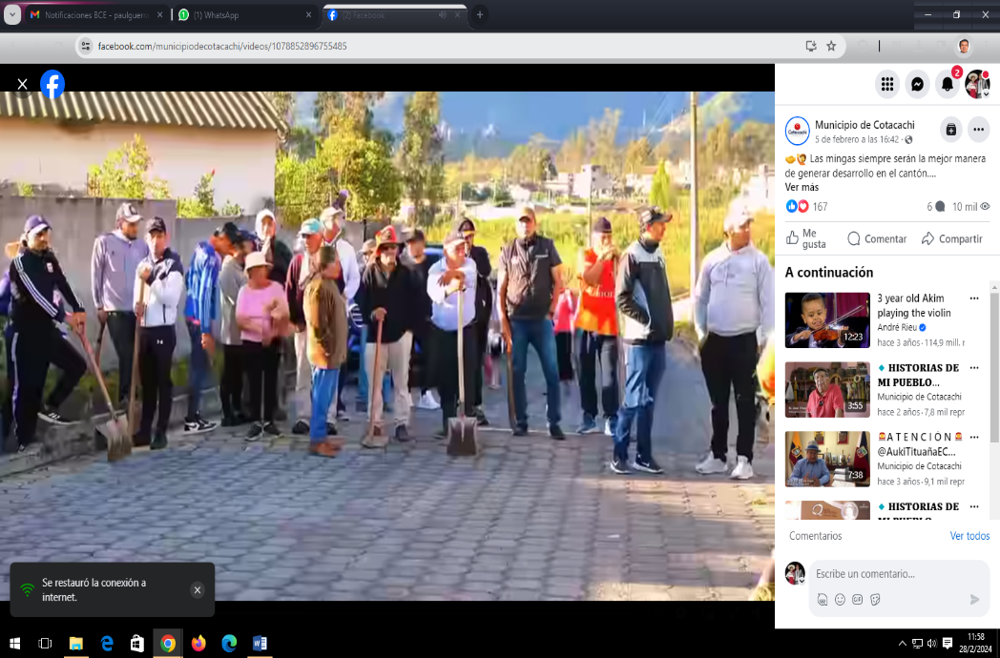 Notificaciones BCE - paulguerr
(1) WhatsApp
(2) Facebook
facebook.com/municipiodecotacachi/videos/1078852896755485
2
Municipio de Cotacachi
5 de febrero a las 16:42 ·
Las mingas siempre serán la mejor manera
de generar desarrollo en el cantón....
Ver más
167
6
10 mil
Me gusta
Comentar
Compartir
A continuación
3 year old Akim
playing the violin
André Rieu
hace 3 años · 114,9 mill. r
12:23
HISTORIAS DE
MI PUEBLO...
Municipio de Cotacachi
hace 2 años · 7,8 mil repr
3:55
A T E N C I Ó N
@AukiTituañaEC...
Municipio de Cotacachi
hace 3 años · 9,1 mil repr
7:38
HISTORIAS DE
MI PUEBLO
Comentarios
Ver todos
Escribe un comentario...
GIF
Se restauró la conexión a
internet.
11:58
28/2/2024